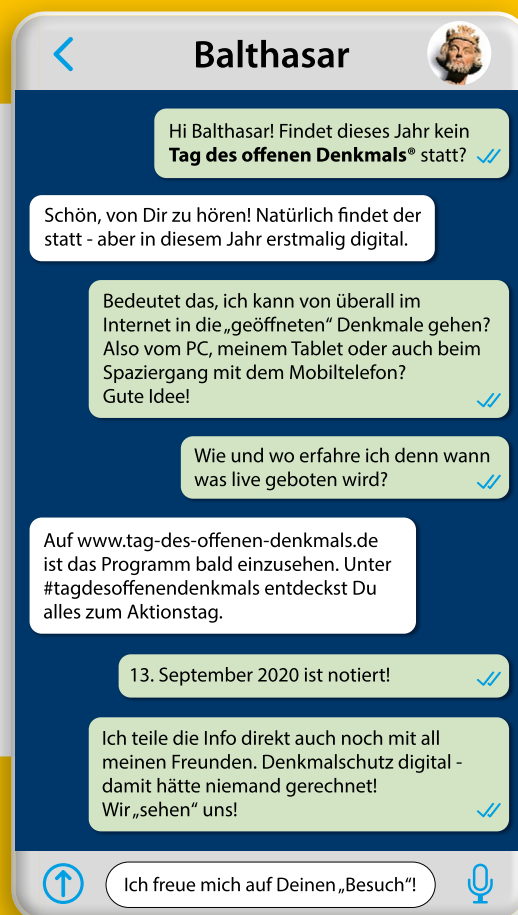 Balthasar
Hi Balthasar! Findet dieses Jahr kein
Tag des offenen Denkmals® statt?
Schön, von Dir zu hören! Natürlich findet der
statt - aber in diesem Jahr erstmalig digital.
Bedeutet das, ich kann von überall im
Internet in die „geöffneten“ Denkmale gehen?
Also vom PC, meinem Tablet oder auch beim
Spaziergang mit dem Mobiltelefon?
Gute Idee!
Wie und wo erfahre ich denn wann
was live geboten wird?
Auf www.tag-des-offenen-denkmals.de
ist das Programm bald einzusehen. Unter
#tagdesoffenendenkmals entdeckst Du
alles zum Aktionstag.
13. September 2020 ist notiert!
Ich teile die Info direkt auch noch mit all
meinen Freunden. Denkmalschutz digital -
damit hätte niemand gerechnet!
Wir „sehen“ uns!
Ich freue mich auf Deinen „Besuch“!